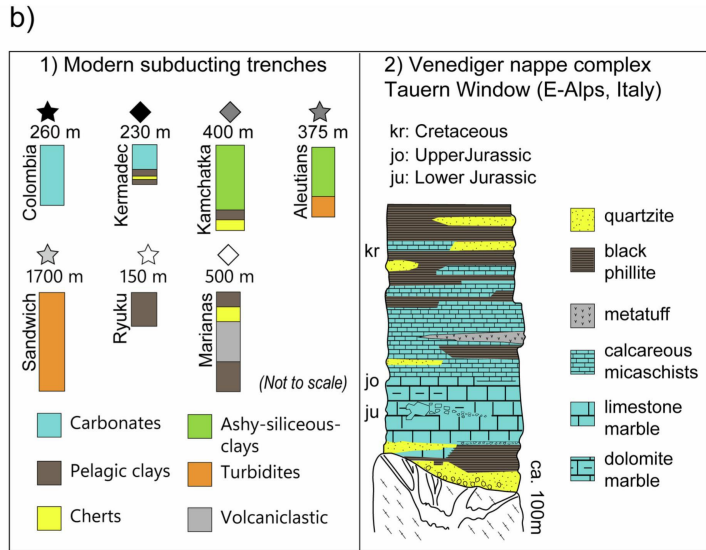 b)
1) Modern subducting trenches
260 m
230 m
400 m
375 m
Colombia
Kermadec
Kamchatka
Aleutians
1700 m
150 m
500 m
Sandwich
Ryuku
Marianas
(Not to scale)
Carbonates
Pelagic clays
Cherts
Ashy-siliceous-
clays
Turbidites
Volcaniclastic
2) Venediger nappe complex
Tauern Window (E-Alps, Italy)
kr: Cretaceous
jo: UpperJurassic
ju: Lower Jurassic
kr
jo
ju
ca. 100m
quartzite
black
phillite
metatuff
calcareous
micaschists
limestone
marble
dolomite
marble